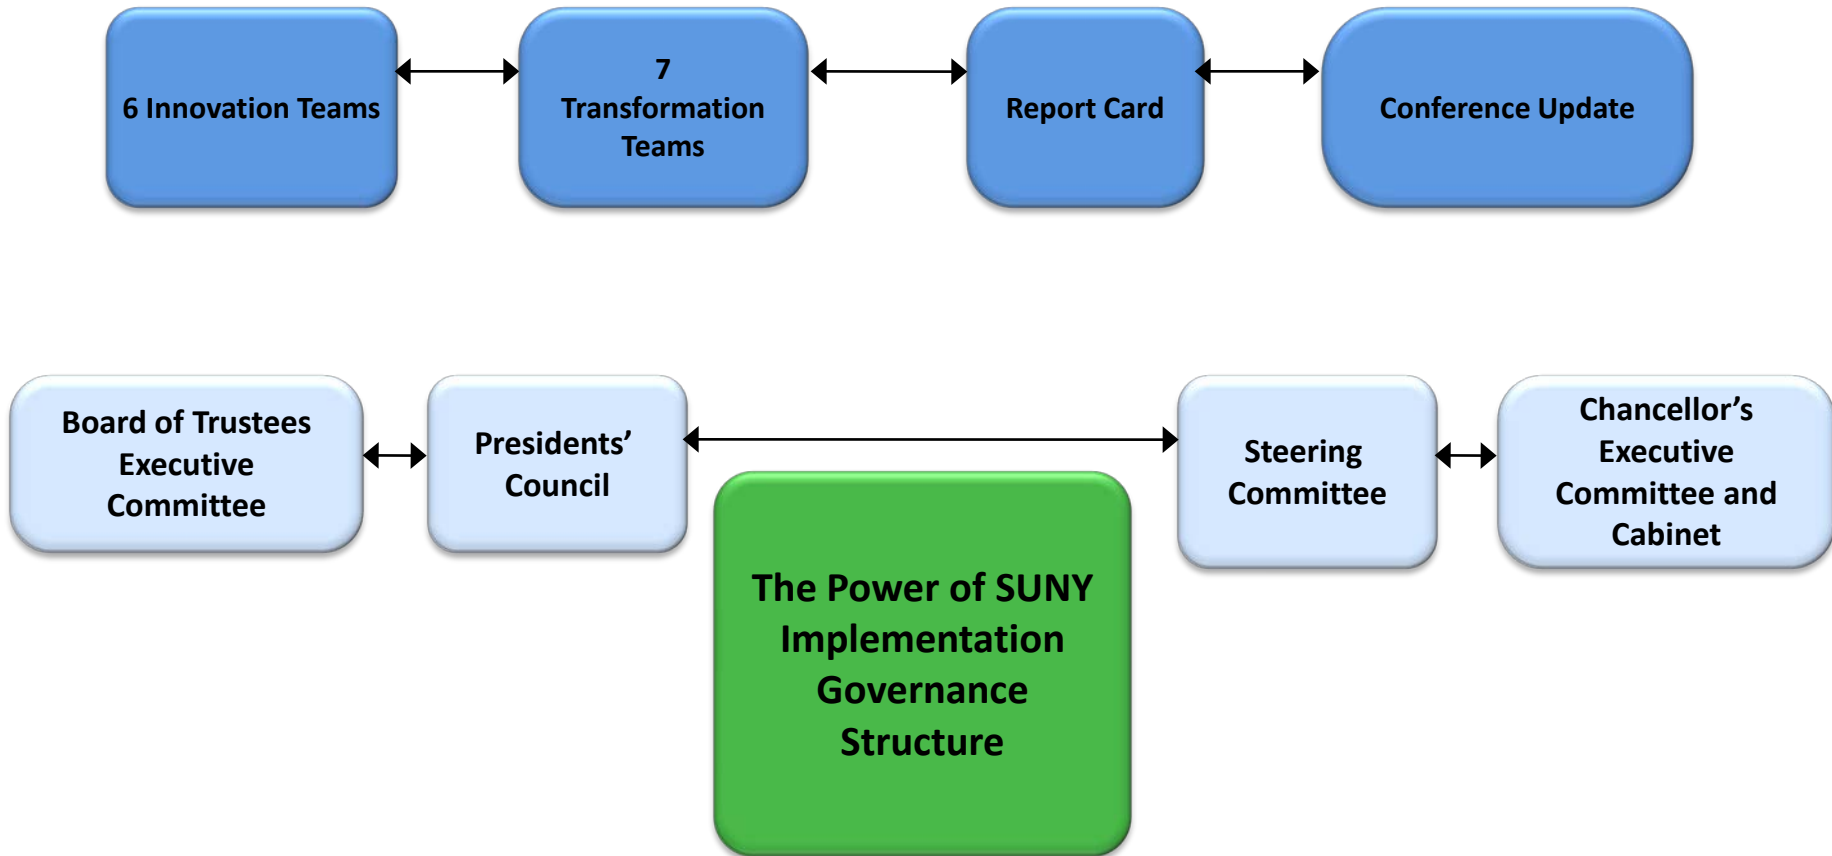 6 Innovation Teams
7
Transformation
Teams
Report Card
Conference Update
Board of Trustees
Executive
Committee
Presidents’
Council
Steering
Committee
Chancellor’s
Executive
Committee and
Cabinet
The Power of SUNY
Implementation
Governance
Structure